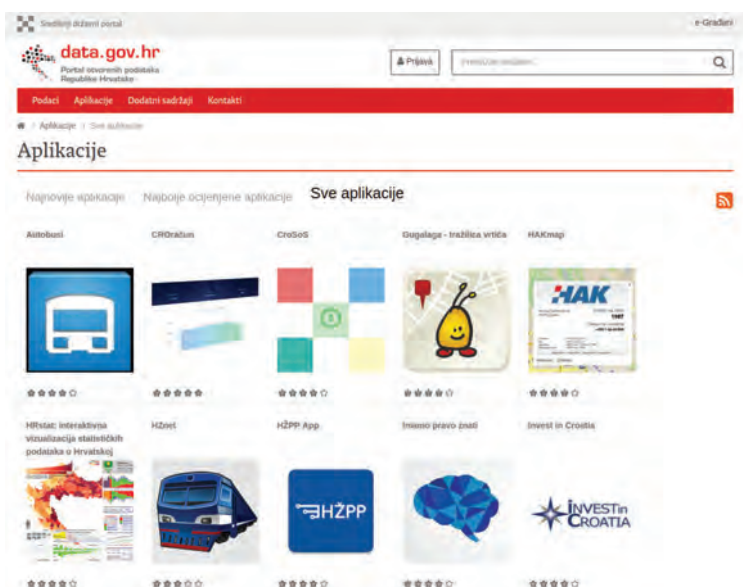 Središnji državni portal
e-Građani
data.gov.hr
Portal otvorenih podataka
Republike Hrvatske
Prijava
Podaci Aplikacije Dodatni sadržaji Kontakti
/ Aplikacije / Sve aplikacije
Aplikacije
Najnovije aplikacije Najbolje ocijenjene aplikacije Sve aplikacije
Autobusi CROračun CroSoS Gugalaga - tražilica vrtića HAKmap
HAK
1987
HRstat: Interaktivna
vizualizacija statističkih
podataka o Hrvatskoj
HZnet HŽPP App Imamo pravo znati Invest in Croatia
HŽPP
INVEST in
CROATIA